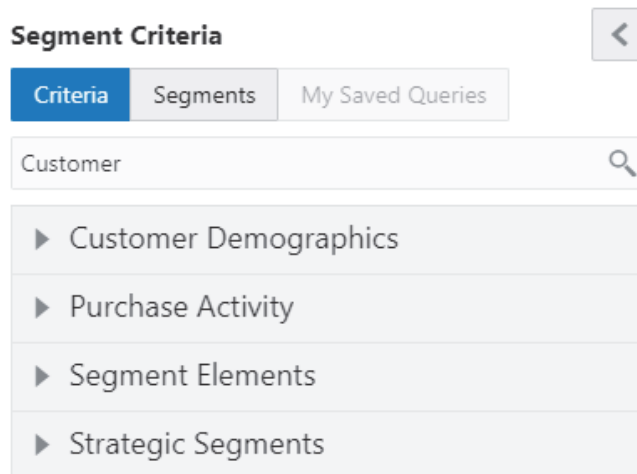 Segment Criteria
Criteria Segments My Saved Queries
Customer
Customer Demographics
Purchase Activity
Segment Elements
Strategic Segments